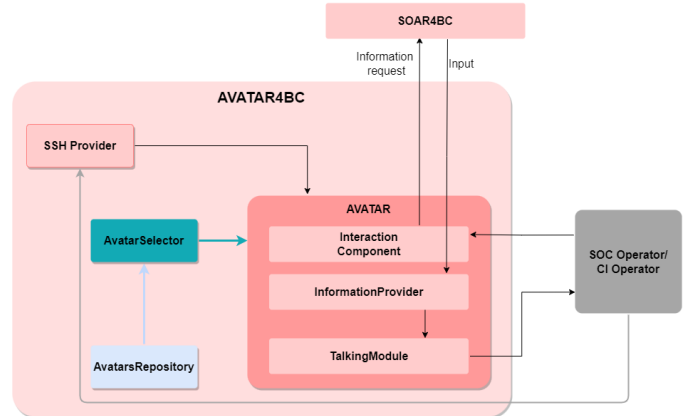 SOAR4BC
Information
request
Input
AVATAR4BC
SSH Provider
AVATAR
AvatarSelector
Interaction
Component
SOC Operator/
CI Operator
InformationProvider
AvatarsRepository
TalkingModule